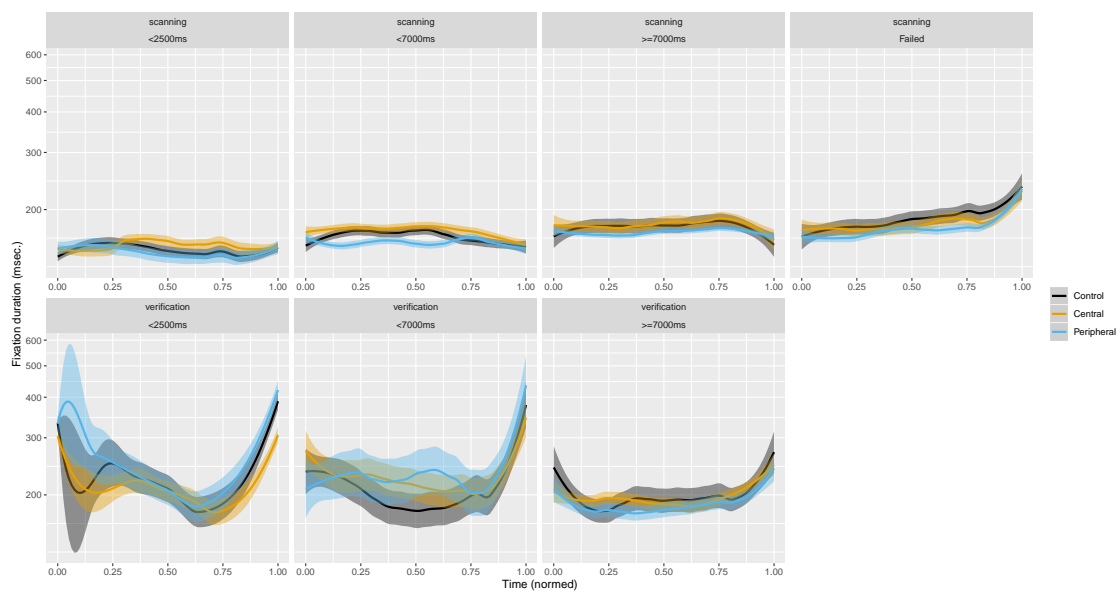 scanning
<2500ms
scanning
<7000ms
scanning
>=7000ms
scanning
Failed
600
500
400
300
200
0.00 0.25 0.50 0.75 1.00
0.00 0.25 0.50 0.75 1.00
0.00 0.25 0.50 0.75 1.00
0.00 0.25 0.50 0.75 1.00
Fixation duration (msec.)
verification
<2500ms
verification
<7000ms
verification
>=7000ms
600
500
400
300
200
0.00 0.25 0.50 0.75 1.00
0.00 0.25 0.50 0.75 1.00
0.00 0.25 0.50 0.75 1.00
Time (normed)
Control
Central
Peripheral